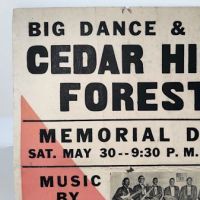 BIG DANCE &
CEDAR HI
FOREST
MEMORIAL D
SAT. MAY 30--9:30 P. M.
MUSIC
BY